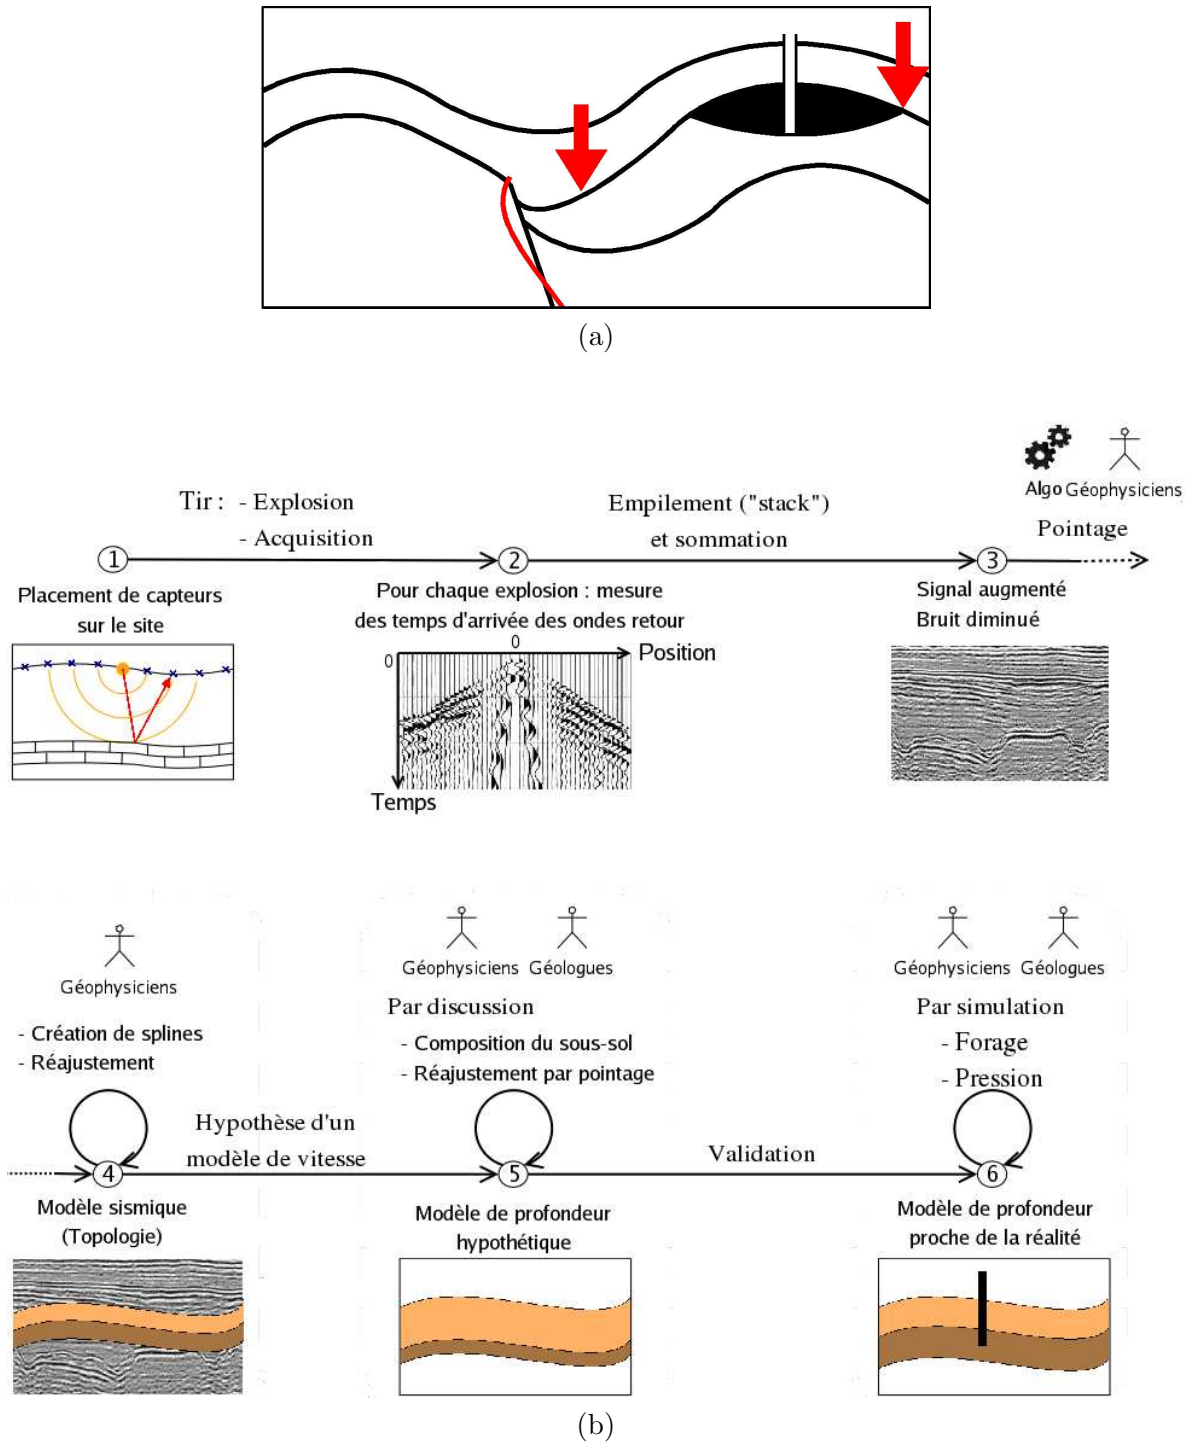 (a)
Algo Géophysiciens
Tir : - Explosion
- Acquisition
Empilement ("stack")
et sommation
Pointage
1
2
3
Placement de capteurs
sur le site
Pour chaque explosion : mesure
des temps d'arrivée des ondes retour
0
0
Position
Temps
Signal augmenté
Bruit diminué
Géophysiciens
- Création de splines
- Réajustement
Géophysiciens Géologues
Par discussion
- Composition du sous-sol
- Réajustement par pointage
Géophysiciens Géologues
Par simulation
- Forage
- Pression
Hypothèse d'un
modèle de vitesse
Validation
4
5
6
Modèle sismique
(Topologie)
Modèle de profondeur
hypothétique
Modèle de profondeur
proche de la réalité
(b)